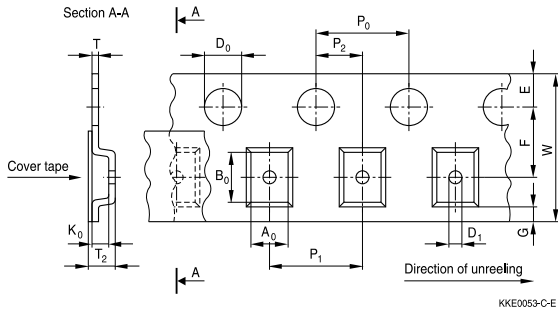 Section A-A
A
T
D₀
P₀
P₂
E
W
F
Cover tape
B₀
K₀
T₂
A₀
D₁
G
P₁
A
Direction of unreeling
KKE0053-C-E